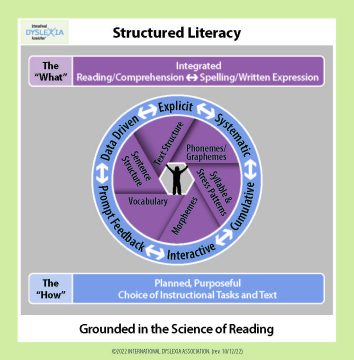 International
DYSLEXIA
Association
Structured Literacy
The
"What"
Integrated
Reading/Comprehension ↔ Spelling/Written Expression
Explicit
Systematic
Cumulative
Interactive
Prompt Feedback
Data Driven
Text Structure
Phonemes/
Graphemes
Syllable &
Stress Patterns
Morphemes
Vocabulary
Sentence
Structure
The
"How"
Planned, Purposeful
Choice of Instructional Tasks and Text
Grounded in the Science of Reading
©2022 INTERNATIONAL DYSLEXIA ASSOCIATION. (rev. 10/12/22)